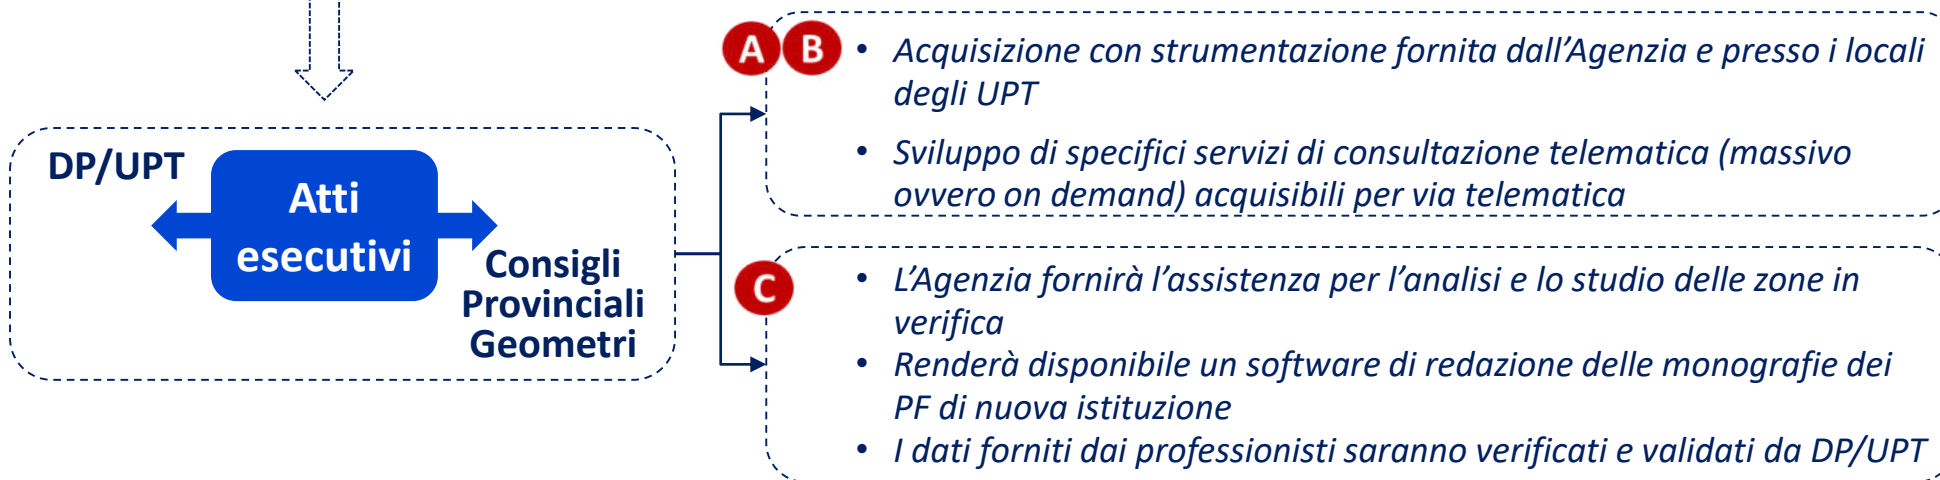 DP/UPT
Atti
esecutivi
Consigli
Provinciali
Geometri
A B
• Acquisizione con strumentazione fornita dall’Agenzia e presso i locali
degli UPT
• Sviluppo di specifici servizi di consultazione telematica (massivo
ovvero on demand) acquisibili per via telematica
C
• L’Agenzia fornirà l’assistenza per l’analisi e lo studio delle zone in
verifica
• Renderà disponibile un software di redazione delle monografie dei
PF di nuova istituzione
• I dati forniti dai professionisti saranno verificati e validati da DP/UPT